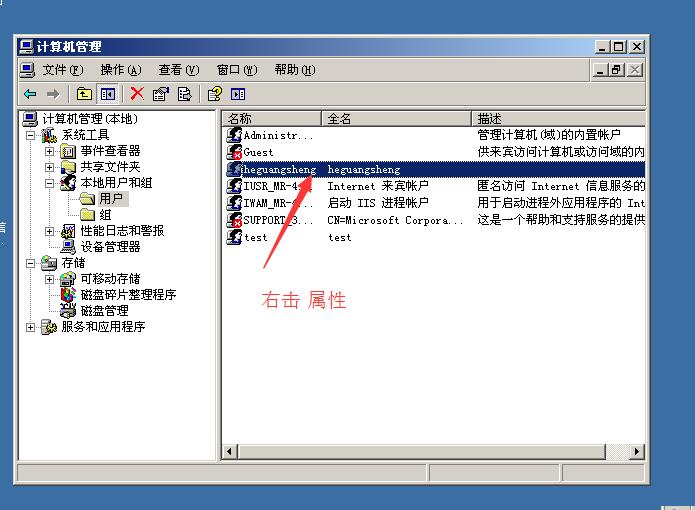 计算机管理
文件(F) 操作(A) 查看(V) 窗口(W) 帮助(H)
计算机管理(本地)
系统工具
事件查看器
共享文件夹
本地用户和组
用户
组
性能日志和警报
设备管理器
存储
可移动存储
磁盘碎片整理程序
磁盘管理
服务和应用程序
名称 全名 描述
Administr... 管理计算机(域)的内置帐户
Guest 供来宾访问计算机或访问域的内
heguangsheng heguangsheng
IUSR_MR-4... Internet 来宾帐户 匿名访问 Internet 信息服务的
IWAM_MR-4... 启动 IIS 进程帐户 用于启动进程外应用程序的 Int
SUPPORT_3... CN=Microsoft Corpora... 这是一个帮助和支持服务的提供
test test
右击 属性
信